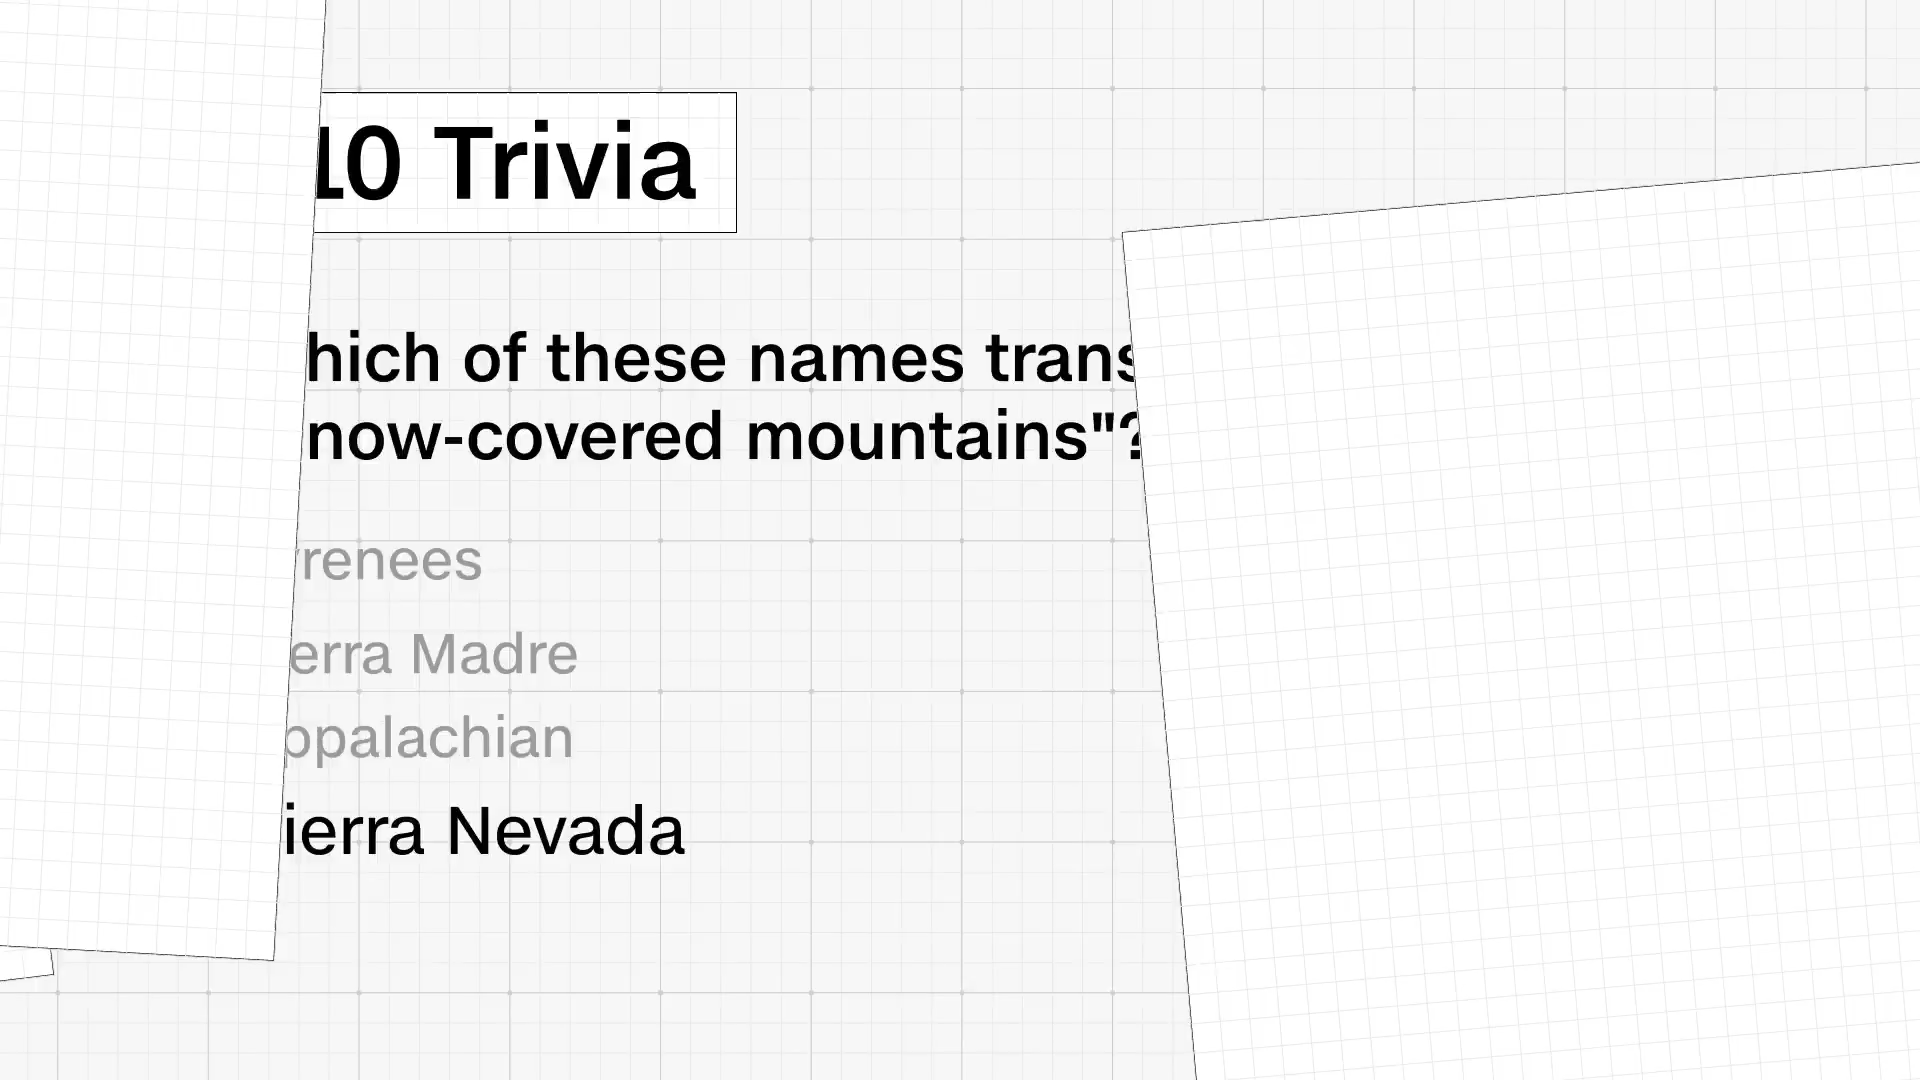 10 Trivia
hich of these names trans
now-covered mountains"?
renees
erra Madre
ppalachian
ierra Nevada